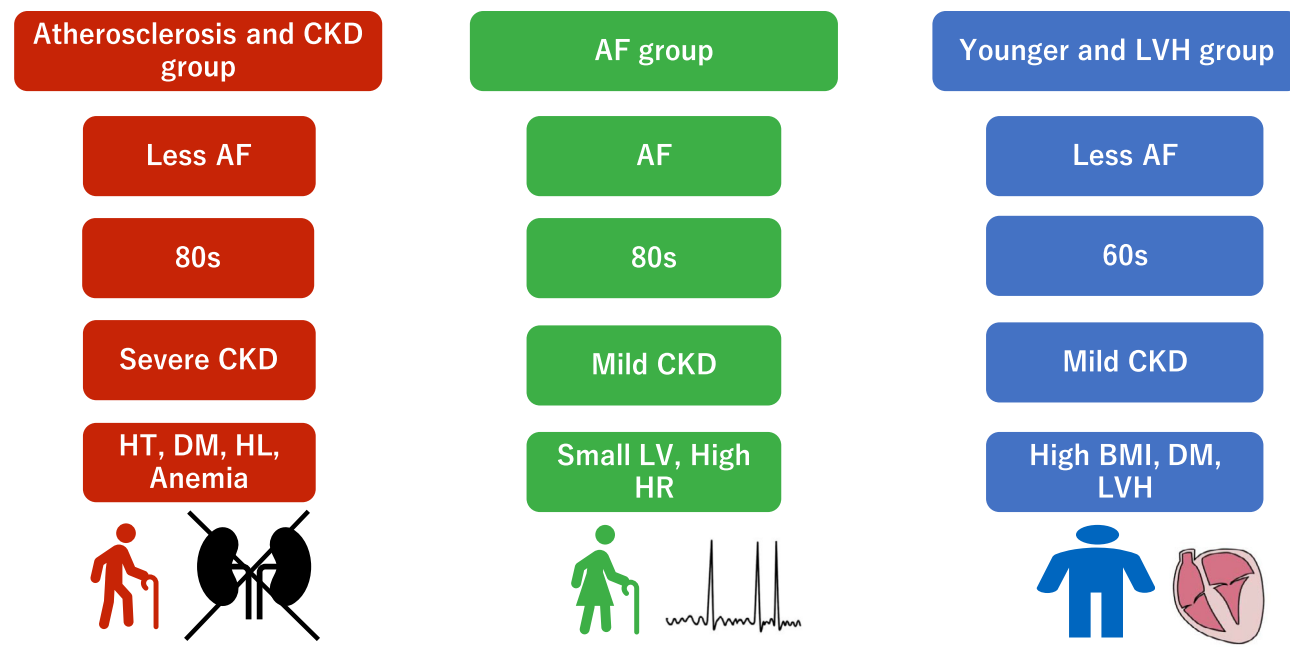 Atherosclerosis and CKD
group
Less AF
80s
Severe CKD
HT, DM, HL,
Anemia
AF group
AF
80s
Mild CKD
Small LV, High
HR
Younger and LVH group
Less AF
60s
Mild CKD
High BMI, DM,
LVH